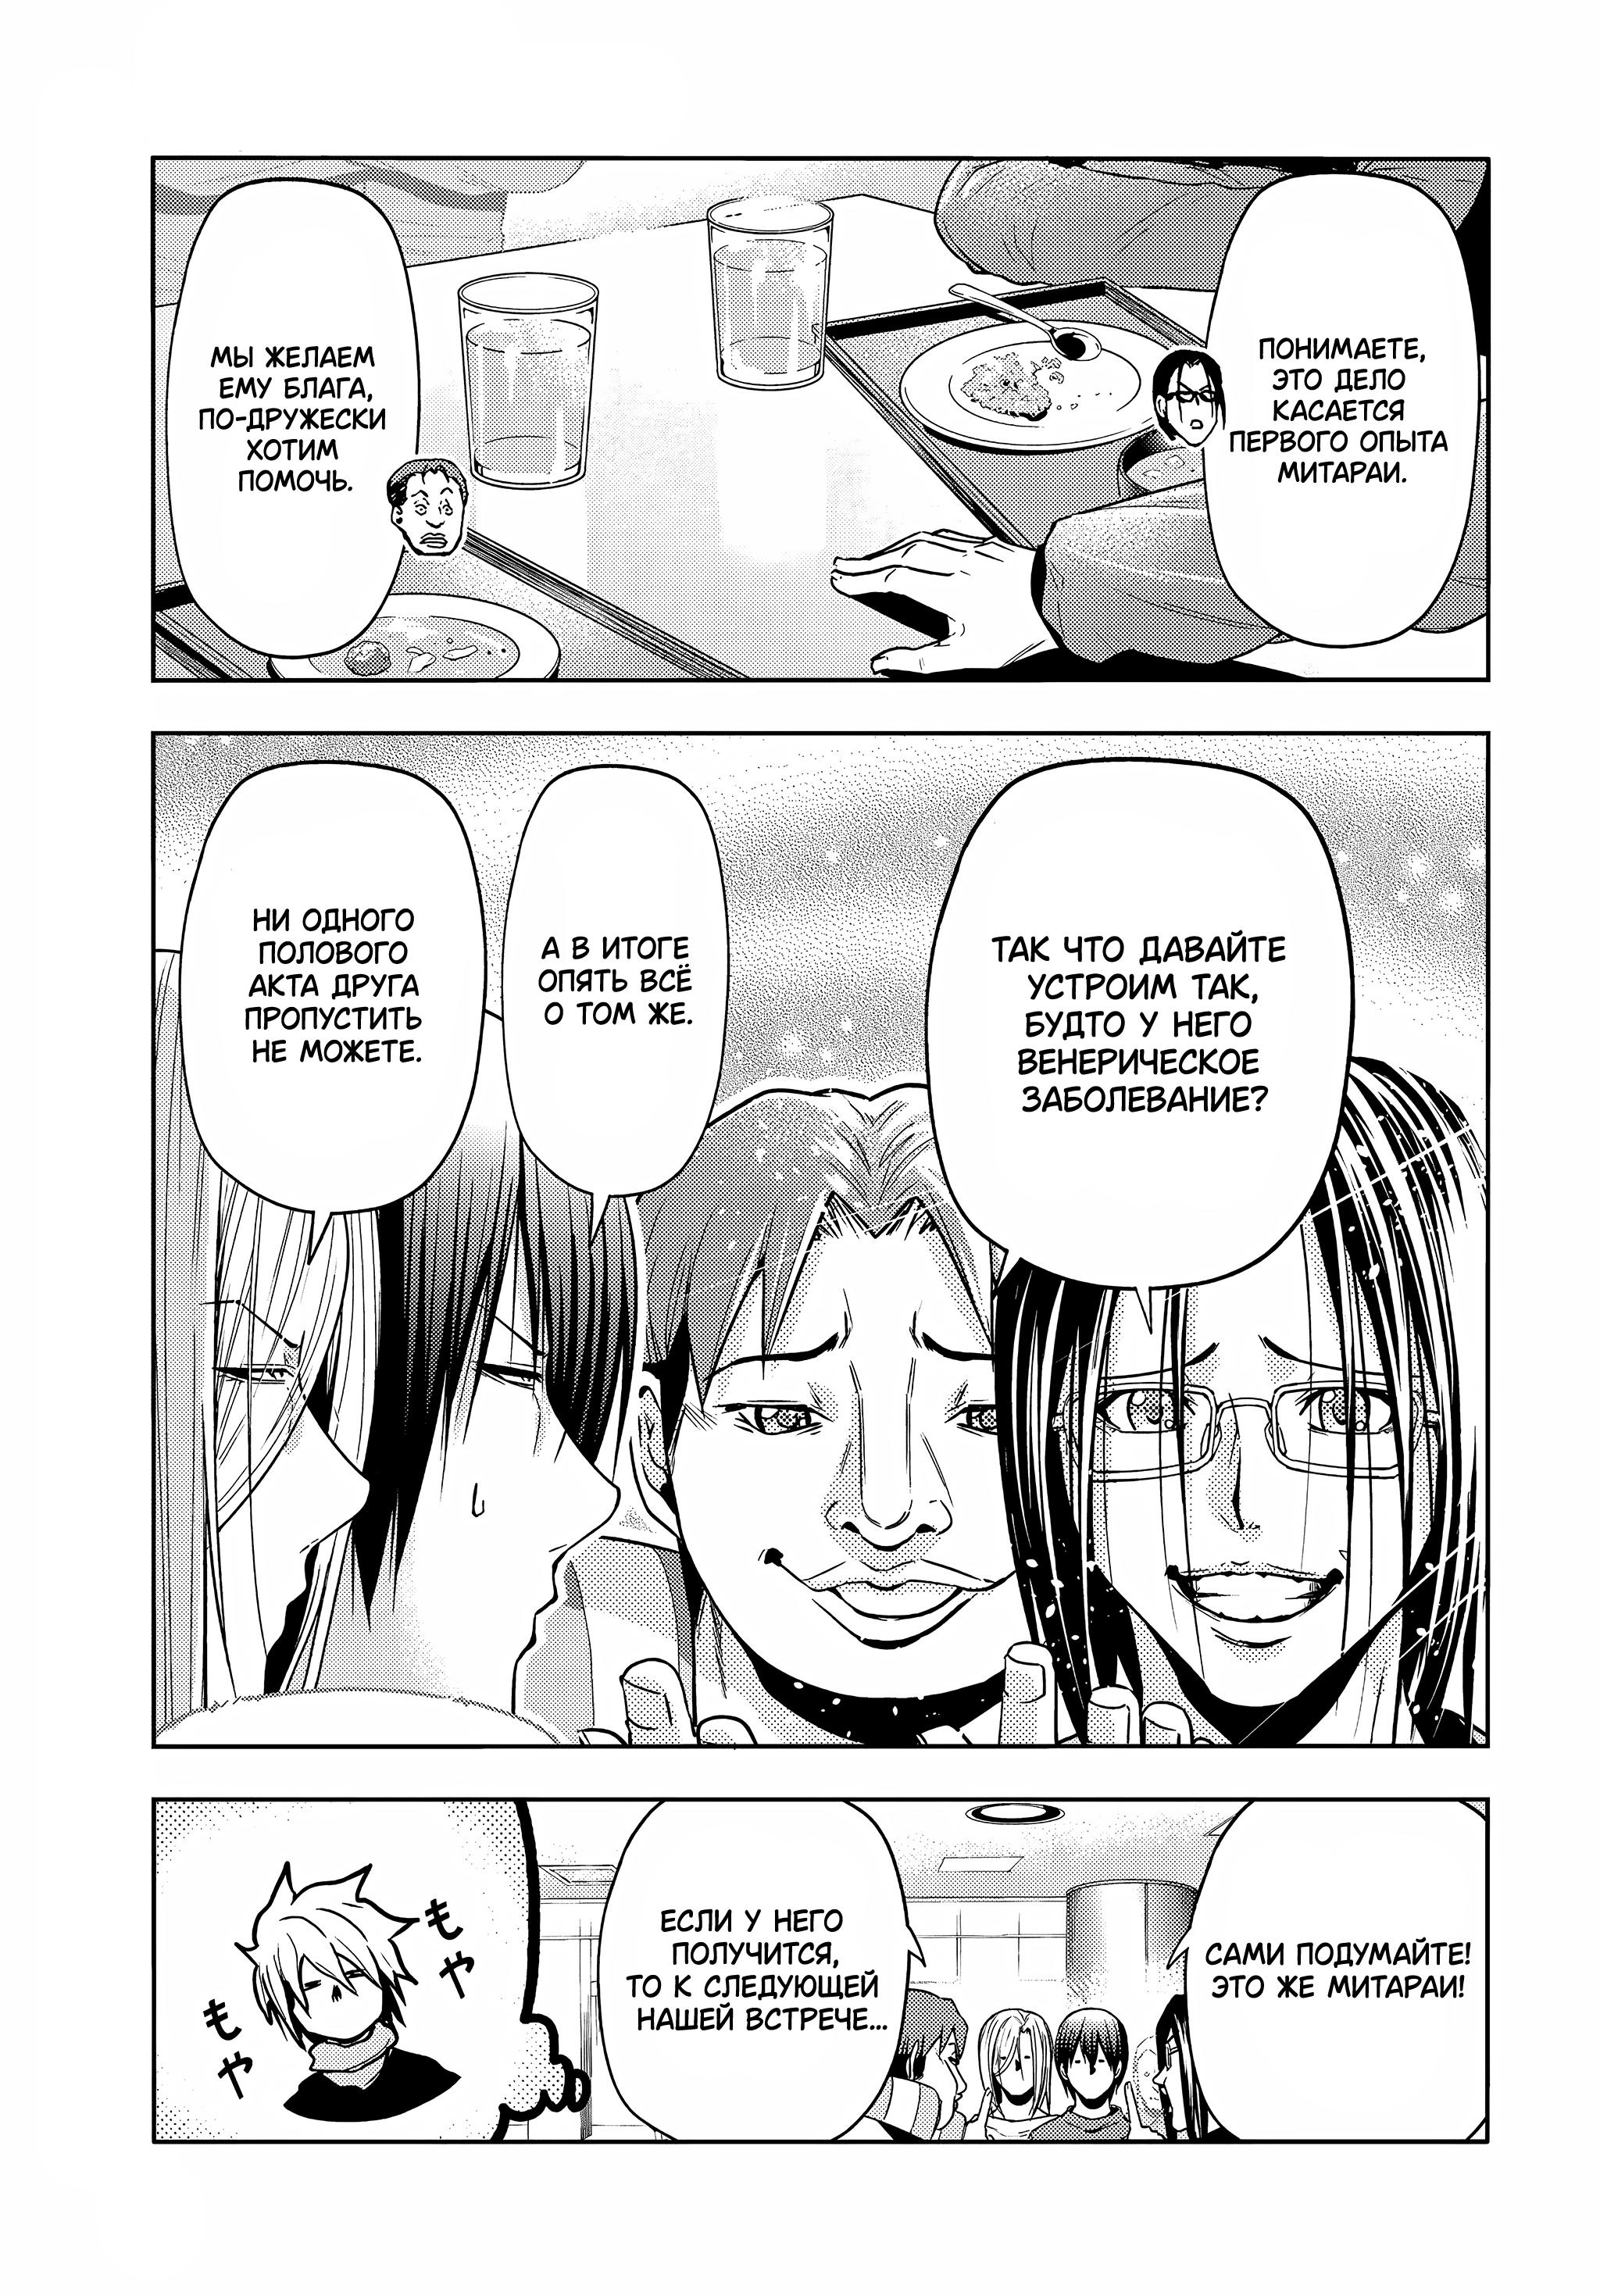 ПОНИМАЕТЕ,
ЭТО ДЕЛО
КАСАЕТСЯ
ПЕРВОГО ОПЫТА
МИТАРАИ.
МЫ ЖЕЛАЕМ
ЕМУ БЛАГА,
ПО-ДРУЖЕСКИ
ХОТИМ
ПОМОЧЬ.
ТАК ЧТО ДАВАЙТЕ
УСТРОИМ ТАК,
БУДТО У НЕГО
ВЕНЕРИЧЕСКОЕ
ЗАБОЛЕВАНИЕ?
А В ИТОГЕ
ОПЯТЬ ВСЁ
О ТОМ ЖЕ.
НИ ОДНОГО
ПОЛОВОГО
АКТА ДРУГА
ПРОПУСТИТЬ
НЕ МОЖЕТЕ.
САМИ ПОДУМАЙТЕ!
ЭТО ЖЕ МИТАРАИ!
ЕСЛИ У НЕГО
ПОЛУЧИТСЯ,
ТО К СЛЕДУЮЩЕЙ
НАШЕЙ ВСТРЕЧЕ...
もや
もや